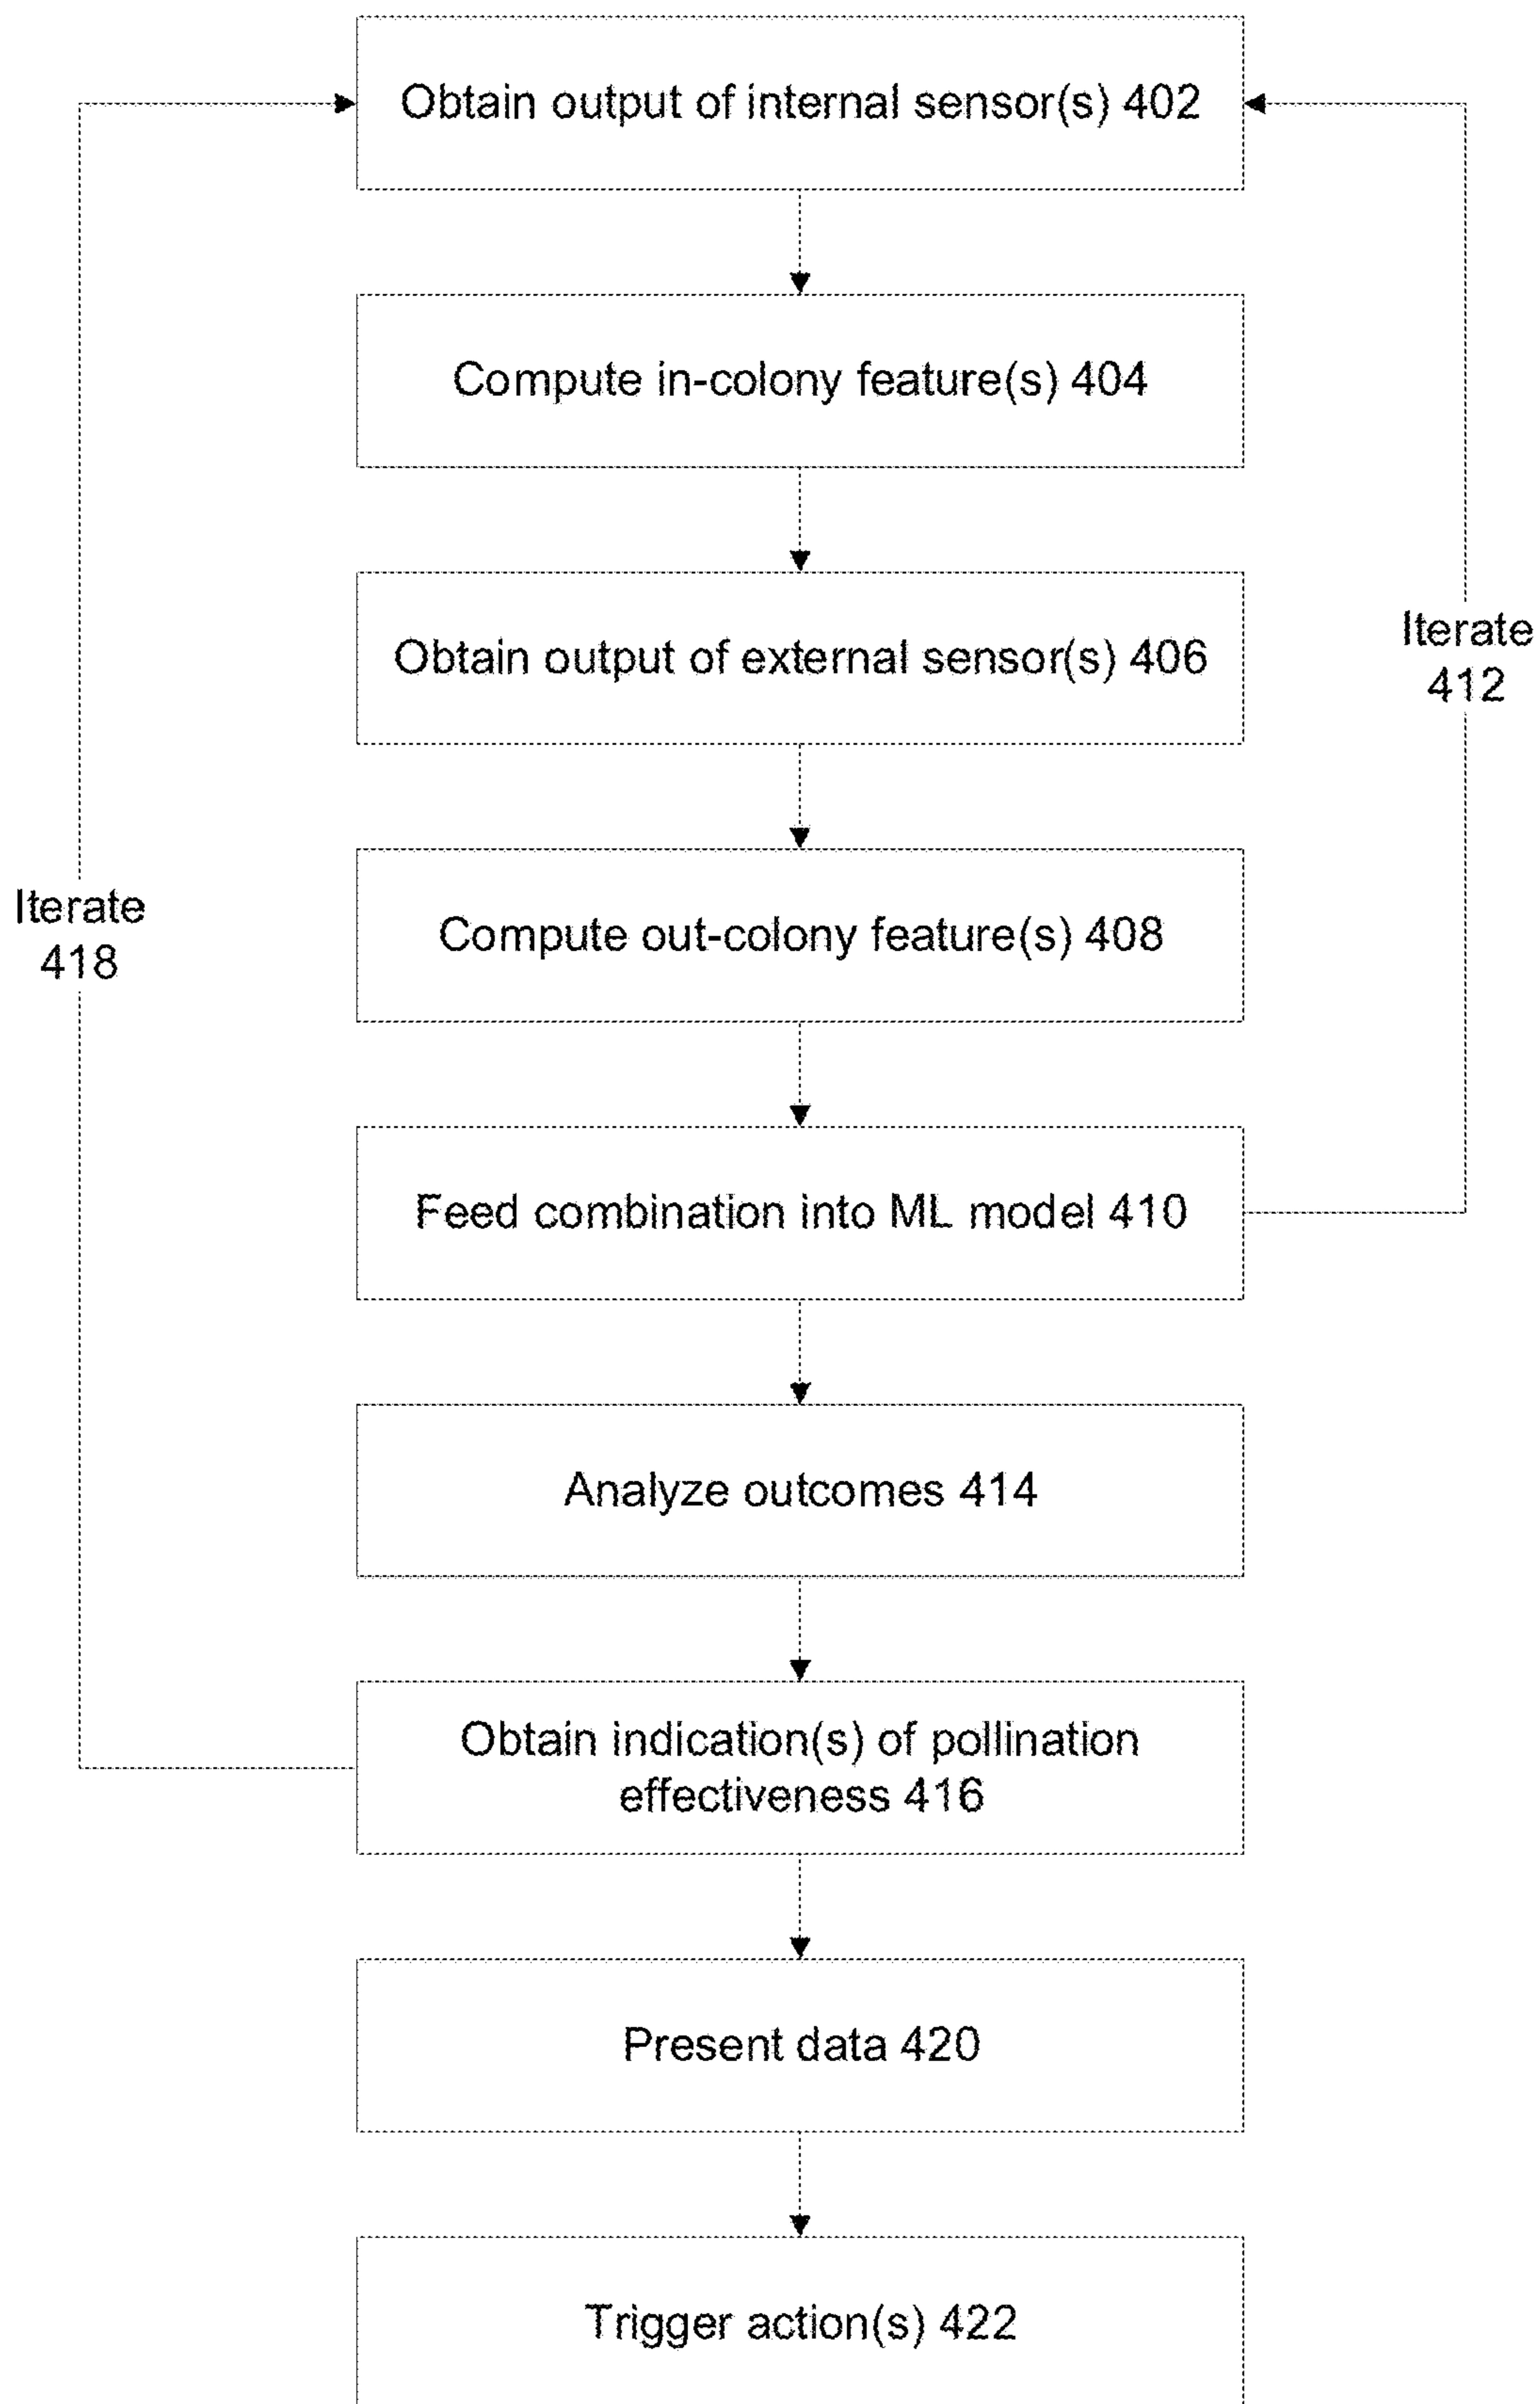 Obtain output of internal sensor(s) 402
Compute in-colony feature(s) 404
Obtain output of external sensor(s) 406
Iterate
412
Compute out-colony feature(s) 408
Iterate
418
Feed combination into ML model 410
Analyze outcomes 414
Obtain indication(s) of pollination
effectiveness 416
Present data 420
Trigger action(s) 422